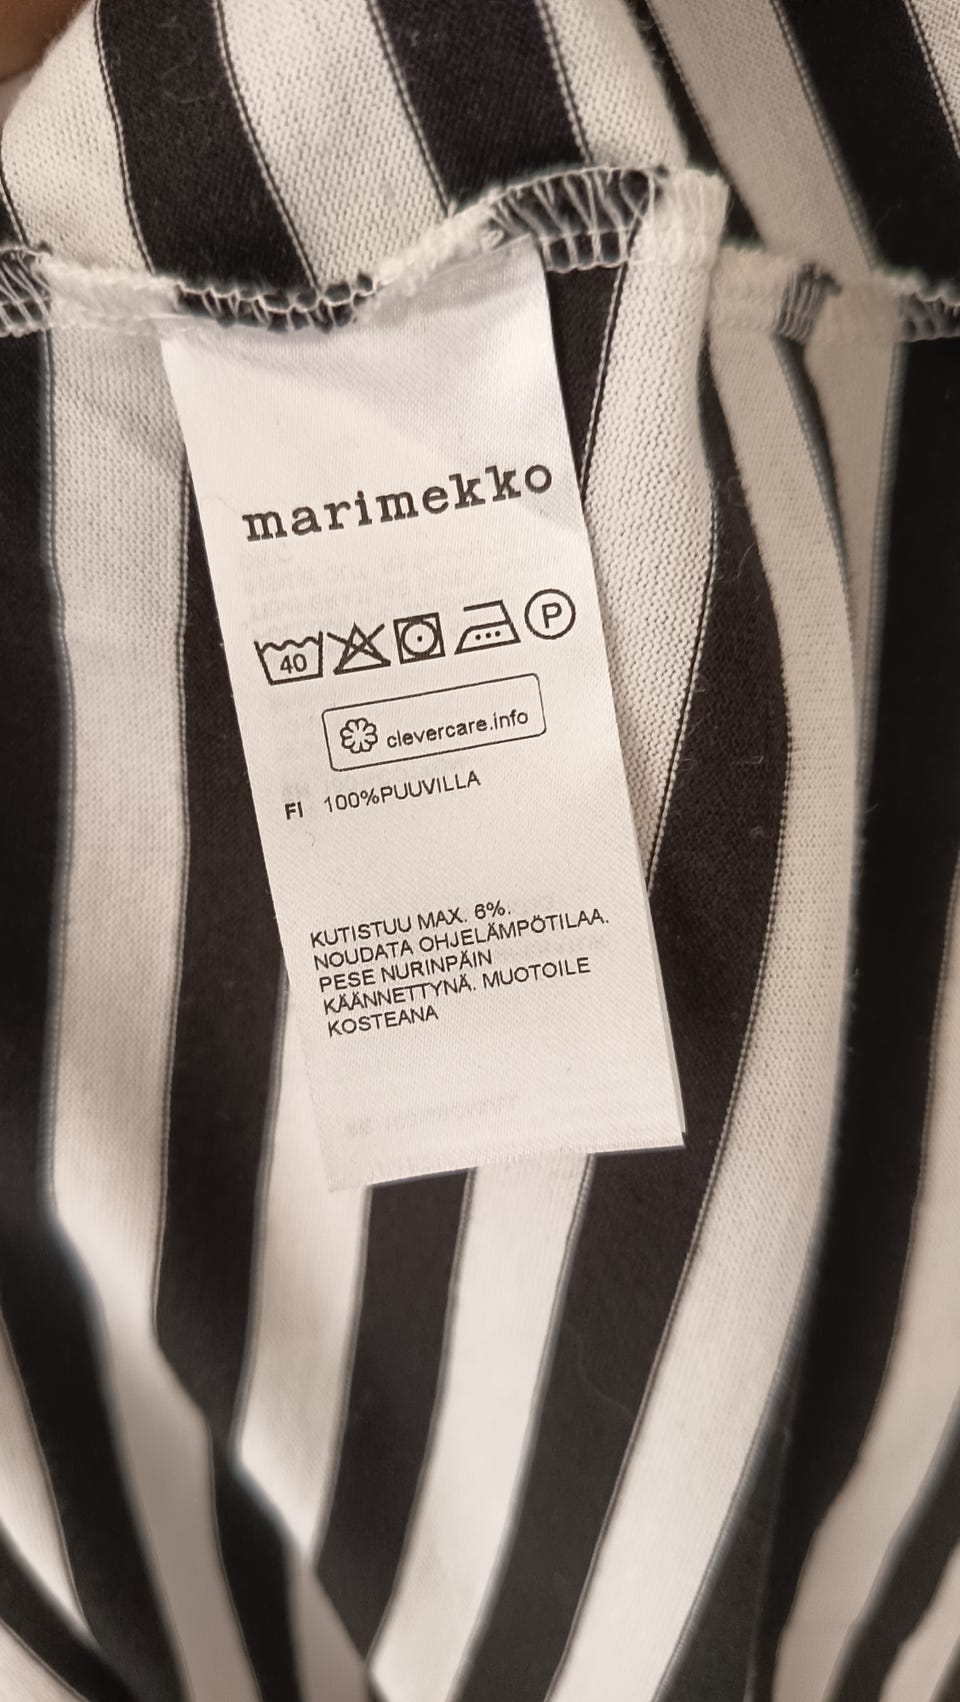 marimekko
40 P
clevercare.info
FI 100%PUUVILLA
KUTISTUU MAX. 6%.
NOUDATA OHJELÄMPÖTILAA.
PESE NURINPÄIN
KÄÄNNETTYNÄ. MUOTOILE
KOSTEANA